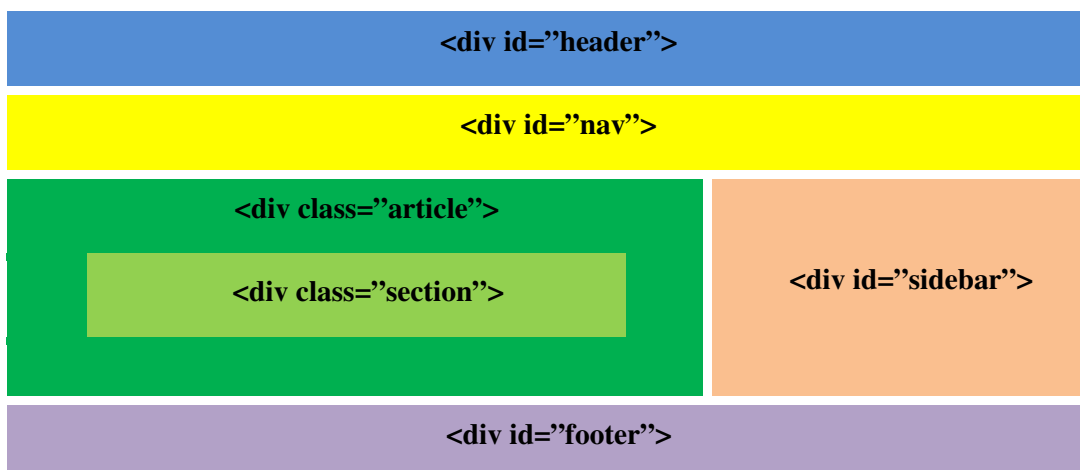 <div id=”header”>
<div id=”nav”>
<div class=”article”>
<div class=”section”>
<div id=”sidebar”>
<div id=”footer”>